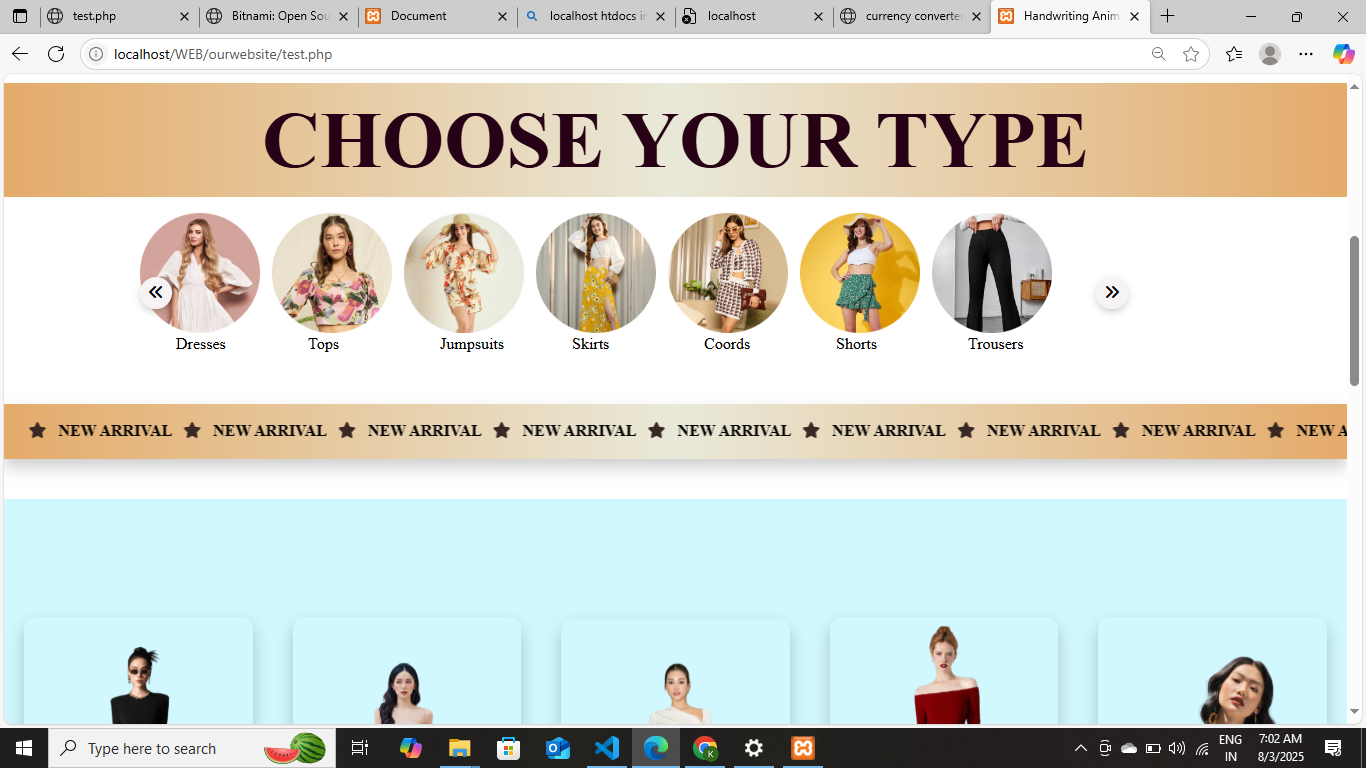 test.php
Bitnami: Open Sou
Document
localhost htdocs in
localhost
currency converter
Handwriting Anim
localhost/WEB/ourwebsite/test.php
CHOOSE YOUR TYPE
Dresses Tops Jumpsuits Skirts Coords Shorts Trousers
NEW ARRIVAL NEW ARRIVAL NEW ARRIVAL NEW ARRIVAL NEW ARRIVAL NEW ARRIVAL NEW ARRIVAL NEW ARRIVAL NEW A
Type here to search
ENG 7:02 AM
IN 8/3/2025